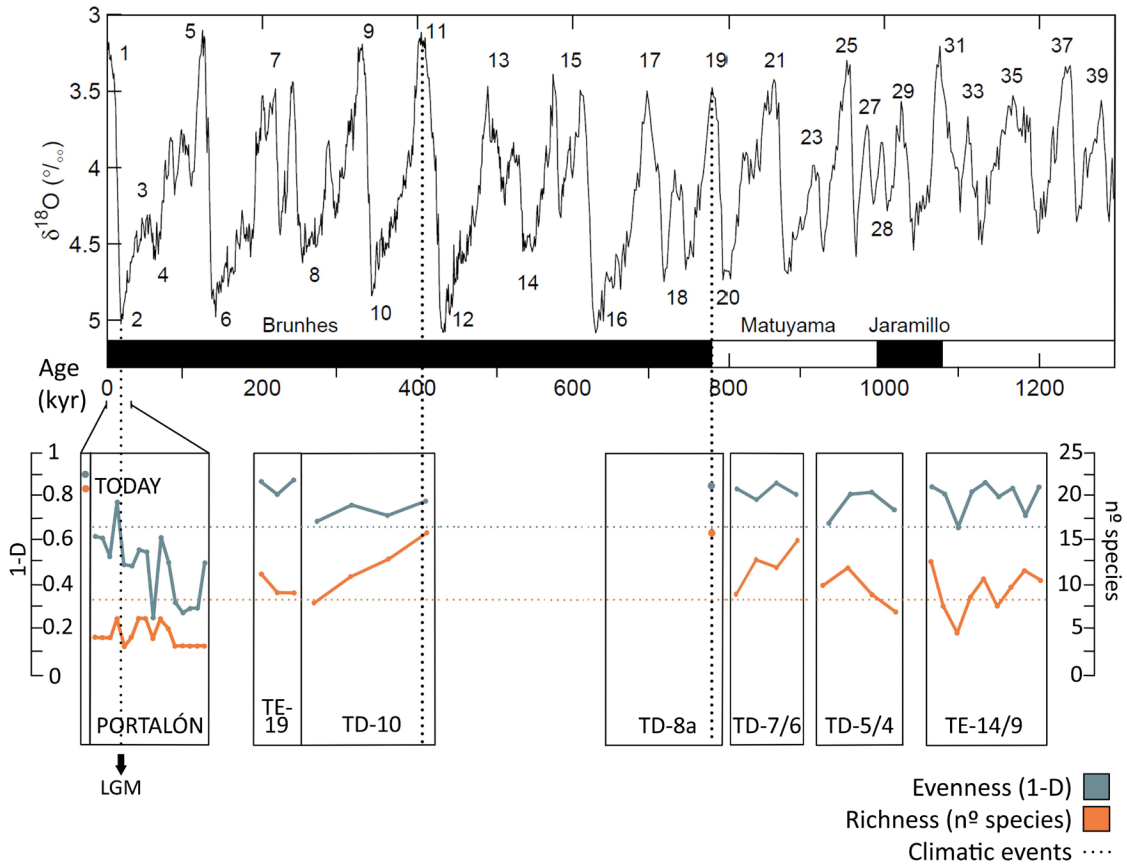 3
3.5
4
4.5
5
δ18O (°/°°)
1
2
3
4
5
6
7
8
9
10
11
12
13
14
15
16
17
18
19
20
21
23
25
27
28
29
31
33
35
37
39
Brunhes
Matuyama
Jaramillo
Age
(kyr)
0
200
400
600
800
1000
1200
1
0.8
0.6
0.4
0.2
0
1-D
TODAY
25
20
15
10
5
0
nº species
PORTALÓN
TE-
19
TD-10
TD-8a
TD-7/6
TD-5/4
TE-14/9
LGM
Evenness (1-D)
Richness (nº species)
Climatic events